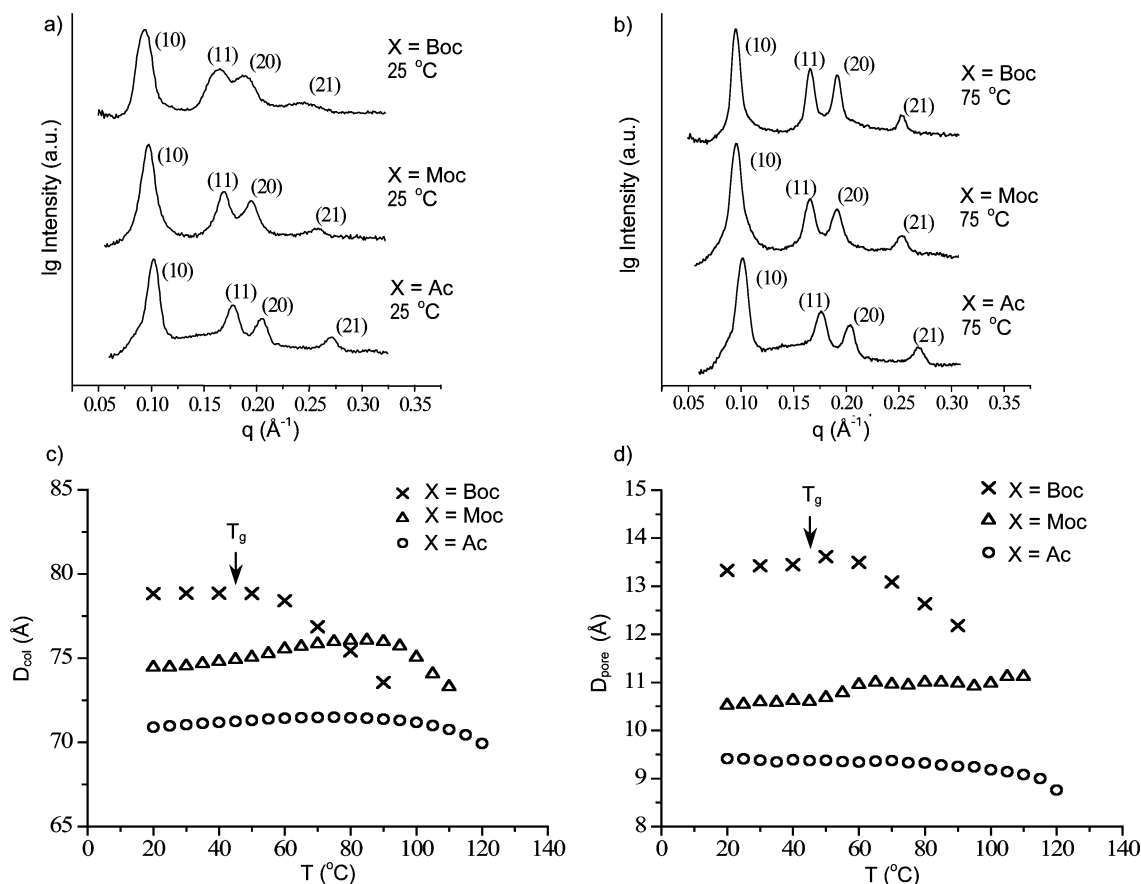 a)
lg Intensity (a.u.)
(10)
(11)
(20)
(21)
X = Boc
25 °C
(10)
(11)
(20)
(21)
X = Moc
25 °C
(10)
(11)
(20)
(21)
X = Ac
25 °C
0.05 0.10 0.15 0.20 0.25 0.30 0.35
q (Å⁻¹)
b)
lg Intensity (a.u.)
(10)
(11)
(20)
(21)
X = Boc
75 °C
(10)
(11)
(20)
(21)
X = Moc
75 °C
(10)
(11)
(20)
(21)
X = Ac
75 °C
0.05 0.10 0.15 0.20 0.25 0.30 0.35
q (Å⁻¹)
c)
85
80
75
70
65
D_col (Å)
T_g
X = Boc
X = Moc
X = Ac
0 20 40 60 80 100 120 140
T (°C)
d)
15
14
13
12
11
10
9
8
D_pore (Å)
T_g
X = Boc
X = Moc
X = Ac
0 20 40 60 80 100 120 140
T (°C)